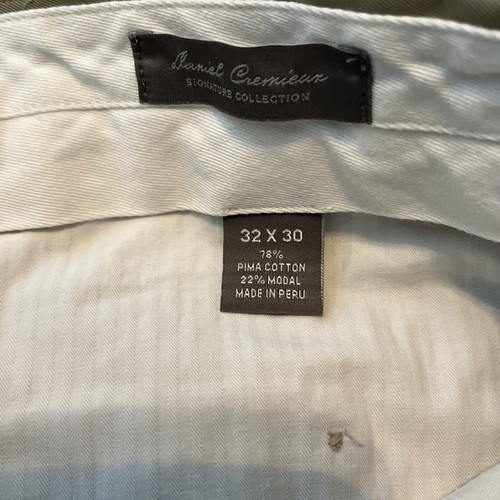 Daniel Cremieux
SIGNATURE COLLECTION
32 X 30
78%
PIMA COTTON
22% MODAL
MADE IN PERU